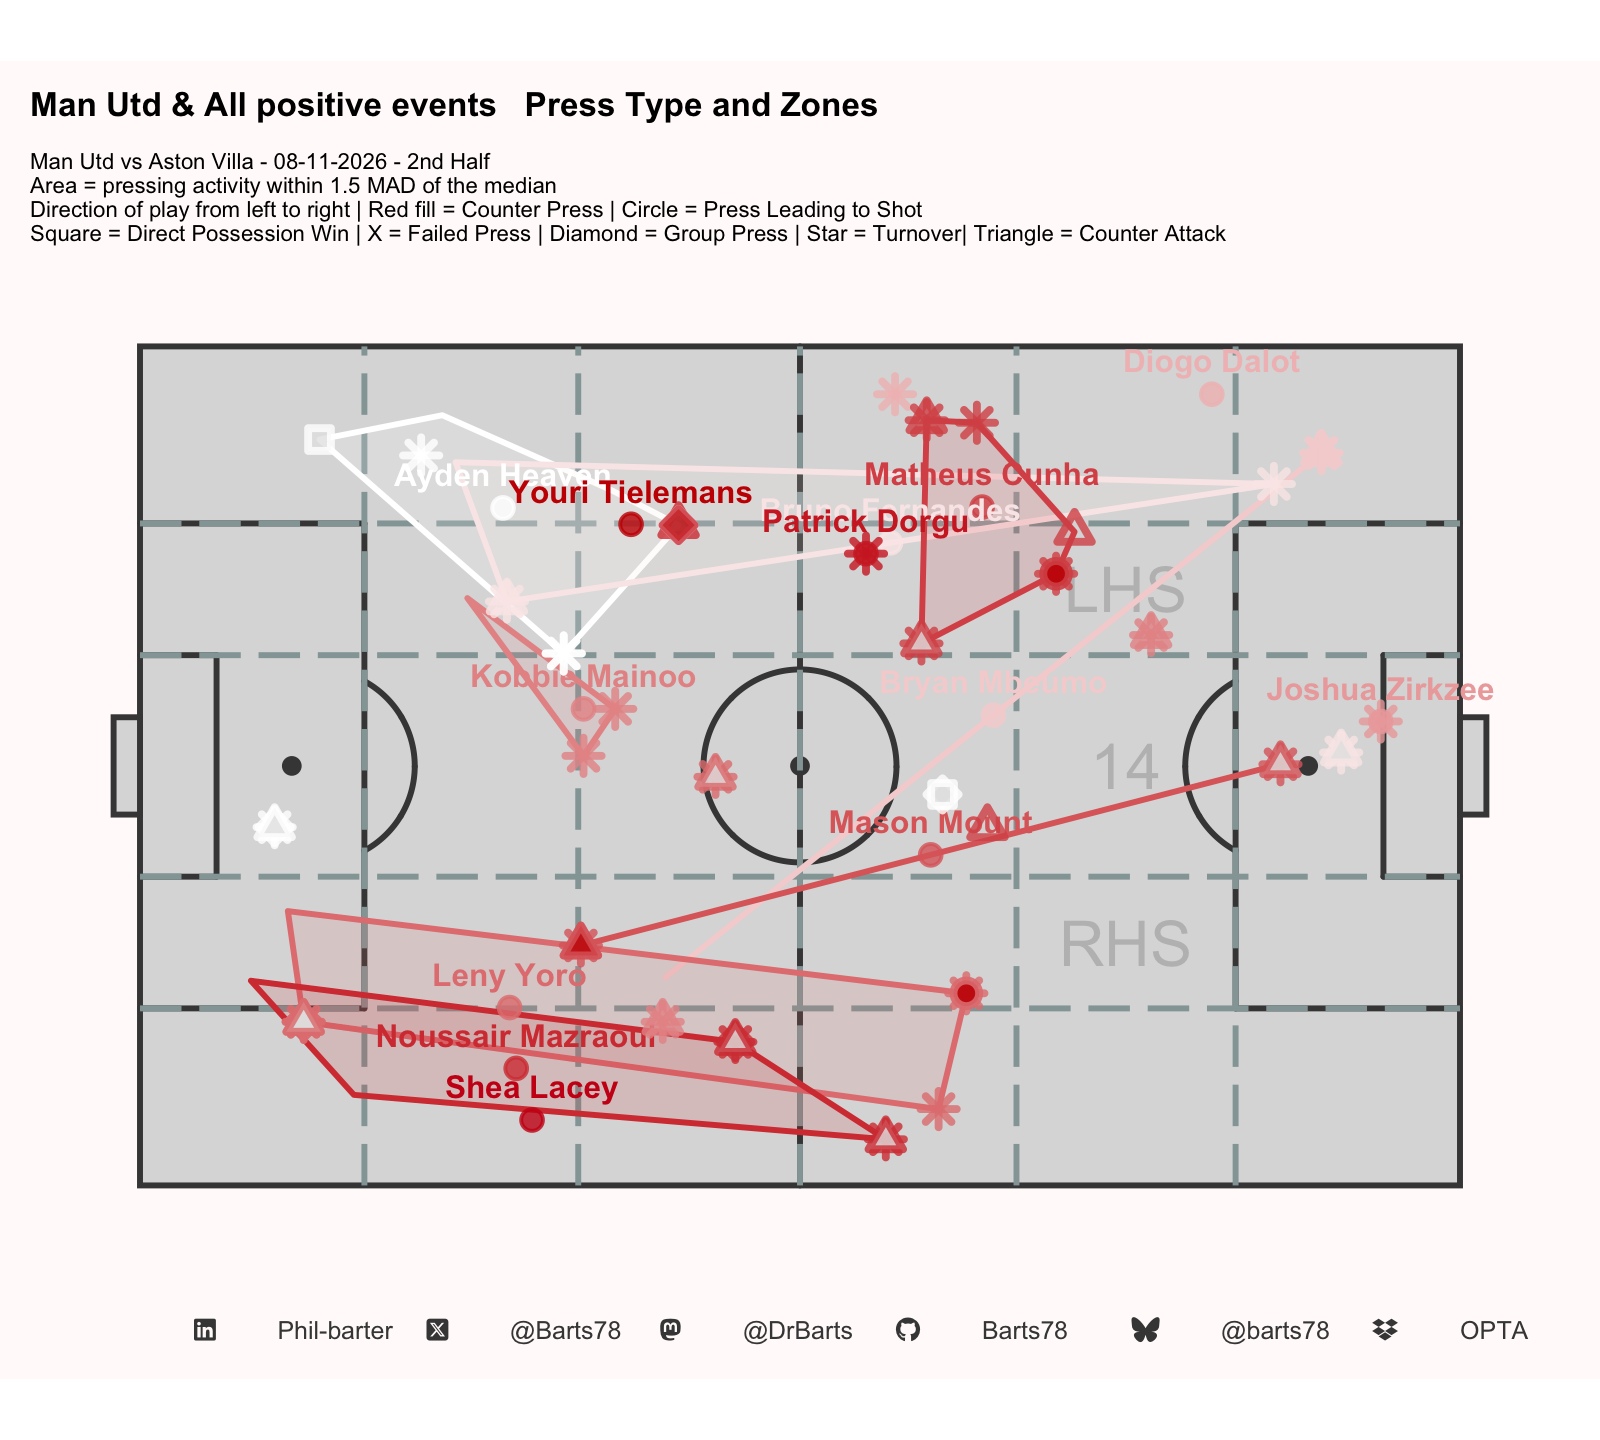 Man Utd & All positive events   Press Type and Zones
Man Utd vs Aston Villa - 08-11-2026 - 2nd Half
Area = pressing activity within 1.5 MAD of the median
Direction of play from left to right | Red fill = Counter Press | Circle = Press Leading to Shot
Square = Direct Possession Win | X = Failed Press | Diamond = Group Press | Star = Turnover| Triangle = Counter Attack
Diogo Dalot
Ayden Heaven
Matheus Cunha
Youri Tielemans
Bruno Fernandes
Patrick Dorgu
LHS
Kobbie Mainoo
Bryan Mbeumo
Joshua Zirkzee
14
Mason Mount
RHS
Leny Yoro
Noussair Mazraoui
Shea Lacey
Phil-barter
@Barts78
@DrBarts
Barts78
@barts78
OPTA